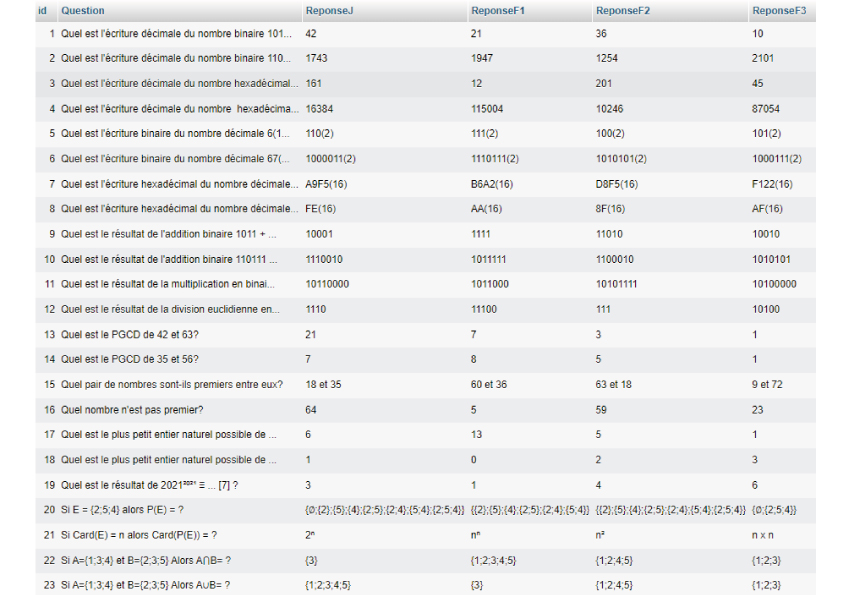 id Question ReponseJ ReponseF1 ReponseF2 ReponseF3
1 Quel est l'écriture décimale du nombre binaire 101... 42 21 36 10
2 Quel est l'écriture décimale du nombre binaire 110... 1743 1947 1254 2101
3 Quel est l'écriture décimale du nombre hexadécimal... 161 12 201 45
4 Quel est l'écriture décimale du nombre hexadécima... 16384 115004 10246 87054
5 Quel est l'écriture binaire du nombre décimale 6(1... 110(2) 111(2) 100(2) 101(2)
6 Quel est l'écriture binaire du nombre décimale 67(... 1000011(2) 1110111(2) 1010101(2) 1000111(2)
7 Quel est l'écriture hexadécimal du nombre décimale... A9F5(16) B6A2(16) D8F5(16) F122(16)
8 Quel est l'écriture hexadécimal du nombre décimale... FE(16) AA(16) 8F(16) AF(16)
9 Quel est le résultat de l'addition binaire 1011 + ... 10001 1111 11010 10010
10 Quel est le résultat de l'addition binaire 110111 ... 1110010 1011111 1100010 1010101
11 Quel est le résultat de la multiplication en binai... 10110000 1011000 10101111 10100000
12 Quel est le résultat de la division euclidienne en... 1110 11100 111 10100
13 Quel est le PGCD de 42 et 63? 21 7 3 1
14 Quel est le PGCD de 35 et 56? 7 8 5 1
15 Quel pair de nombres sont-ils premiers entre eux? 18 et 35 60 et 36 63 et 18 9 et 72
16 Quel nombre n'est pas premier? 64 5 59 23
17 Quel est le plus petit entier naturel possible de ... 6 13 5 1
18 Quel est le plus petit entier naturel possible de ... 1 0 2 3
19 Quel est le résultat de 2021²⁰²¹ ≡ ... [7] ? 3 1 4 6
20 Si E = {2;5;4} alors P(E) = ? {∅;{2};{5};{4};{2;5};{2;4};{5;4};{2;5;4}} {{2};{5};{4};{2;5};{2;4};{5;4}} {{2};{5};{4};{2;5};{2;4};{5;4};{2;5;4}} {∅;{2;5;4}}
21 Si Card(E) = n alors Card(P(E)) = ? 2ⁿ nⁿ n² n x n
22 Si A={1;3;4} et B={2;3;5} Alors A∩B= ? {3} {1;2;3;4;5} {1;2;4;5} {1;2;3}
23 Si A={1;3;4} et B={2;3;5} Alors A∪B= ? {1;2;3;4;5} {3} {1;2;4;5} {1;2;3}